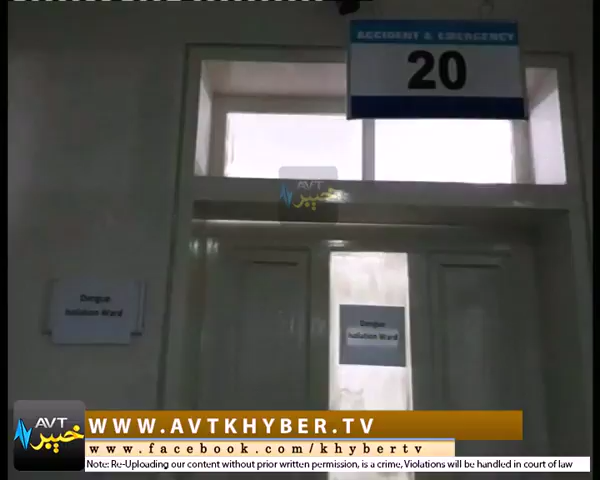 ACCIDENT & EMERGENCY
20
AVT
خیبر
Dengue
Isolation Ward
Dengue
Isolation Ward
AVT
خیبر
WWW.AVTKHYBER.TV
www.facebook.com/khybertv
Note: Re-Uploading our content without prior written permission, is a crime, Violations will be handled in court of law